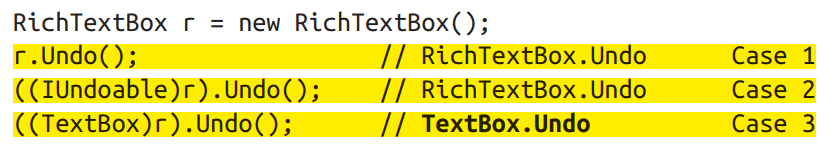 RichTextBox r = new RichTextBox();
r.Undo(); // RichTextBox.Undo Case 1
((IUndoable)r).Undo(); // RichTextBox.Undo Case 2
((TextBox)r).Undo(); // TextBox.Undo Case 3